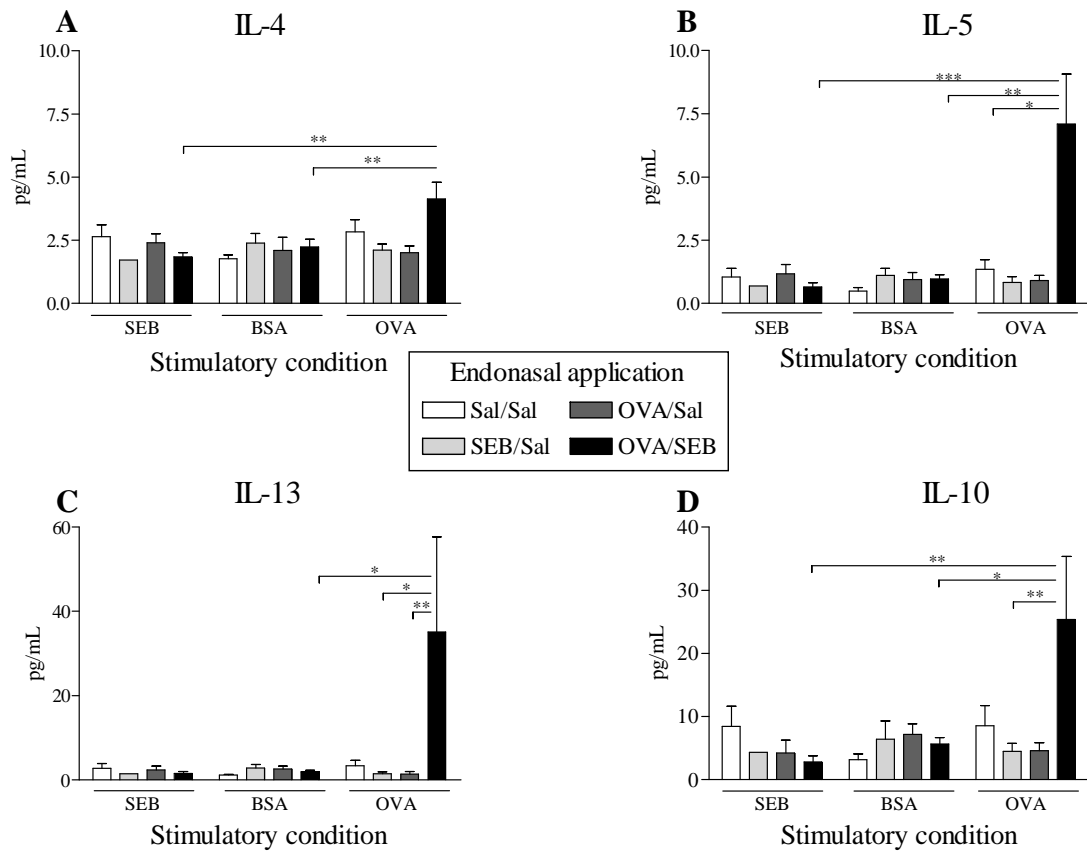 A
IL-4
10.0
7.5
5.0
2.5
0.0
pg/mL
**
**
SEB BSA OVA
Stimulatory condition
B
IL-5
10.0
7.5
5.0
2.5
0.0
pg/mL
***
**
*
SEB BSA OVA
Stimulatory condition
Endonasal application
Sal/Sal OVA/Sal
SEB/Sal OVA/SEB
C
IL-13
60
40
20
0
pg/mL
*
*
**
SEB BSA OVA
Stimulatory condition
D
IL-10
40
30
20
10
0
pg/mL
**
*
**
SEB BSA OVA
Stimulatory condition